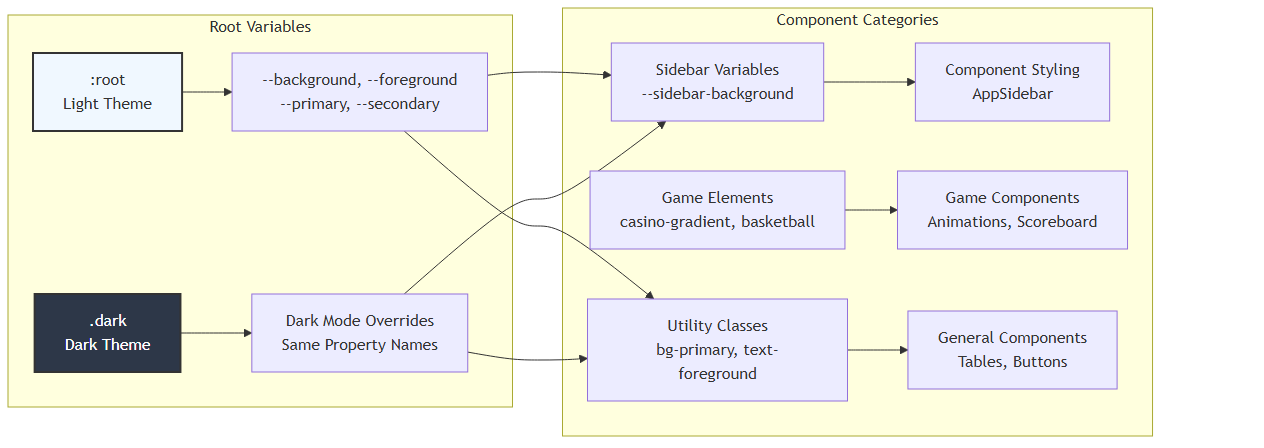 Root Variables
:root
Light Theme
--background, --foreground
--primary, --secondary
.dark
Dark Theme
Dark Mode Overrides
Same Property Names
Component Categories
Sidebar Variables
--sidebar-background
Component Styling
AppSidebar
Game Elements
casino-gradient, basketball
Game Components
Animations, Scoreboard
Utility Classes
bg-primary, text-
foreground
General Components
Tables, Buttons